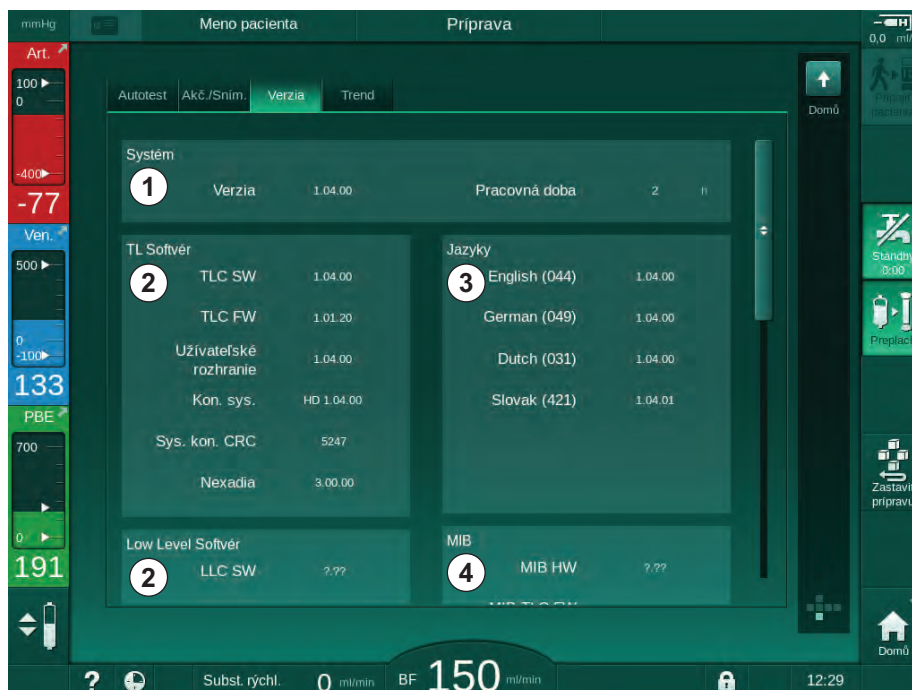 mmHg
Meno pacienta
Príprava
0,0 ml/
Art.
100
0
-400
-77
Ven.
500
0
-100
133
PBE
700
0
191
Autotest
Akč./Sním.
Verzia
Trend
Domů
Systém
1
Verzia
1.04.00
Pracovná doba
2
h
TL Softvér
2
TLC SW
1.04.00
TLC FW
1.01.20
Užívateľské
rozhranie
1.04.00
Kon. sys.
HD 1.04.00
Sys. kon. CRC
5247
Nexadia
3.00.00
Jazyky
3
English (044)
1.04.00
German (049)
1.04.00
Dutch (031)
1.04.00
Slovak (421)
1.04.01
Low Level Softvér
2
LLC SW
?.??
MIB
4
MIB HW
?.??
Standby
0:00
Preplach
Zastaviť
prípravu
Domů
?
Subst. rýchl.
0 ml/min
BF 150 ml/min
12:29